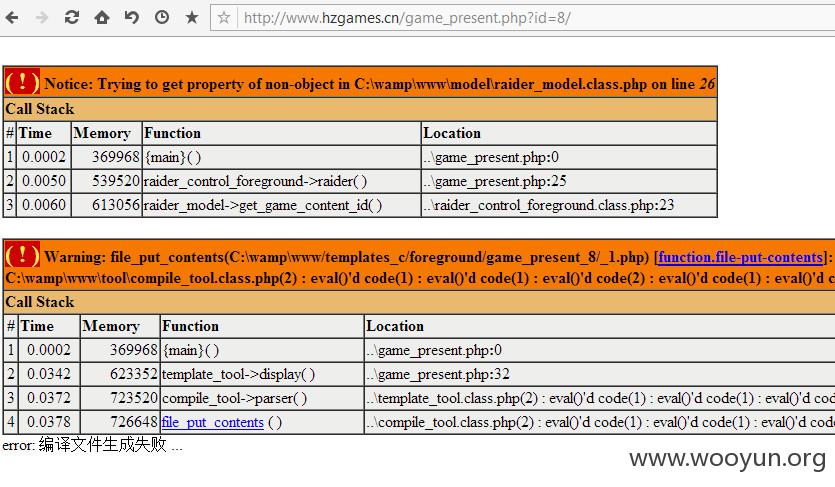 http://www.hzgames.cn/game_present.php?id=8/
( ! ) Notice: Trying to get property of non-object in C:\wamp\www\model\raider_model.class.php on line 26
Call Stack
# Time Memory Function Location
1 0.0002 369968 {main}( ) ..\game_present.php:0
2 0.0050 539520 raider_control_foreground->raider( ) ..\game_present.php:25
3 0.0060 613056 raider_model->get_game_content_id( ) ..\raider_control_foreground.class.php:23
( ! ) Warning: file_put_contents(C:\wamp\www/templates_c/foreground/game_present_8/_1.php) [function.file-put-contents]:
C:\wamp\www\tool\compile_tool.class.php(2) : eval()'d code(1) : eval()'d code(1) : eval()'d code(2) : eval()'d code(1) : eval()'d c
Call Stack
# Time Memory Function Location
1 0.0002 369968 {main}( ) ..\game_present.php:0
2 0.0342 623352 template_tool->display( ) ..\game_present.php:32
3 0.0372 723520 compile_tool->parser( ) ..\template_tool.class.php(2) : eval()'d code(1) : eval()'d code(1) : eval()'d
4 0.0378 726648 file_put_contents ( ) ..\compile_tool.class.php(2) : eval()'d code(1) : eval()'d code(1) : eval()'d
error: 编译文件生成失败 ...
www.wooyun.org